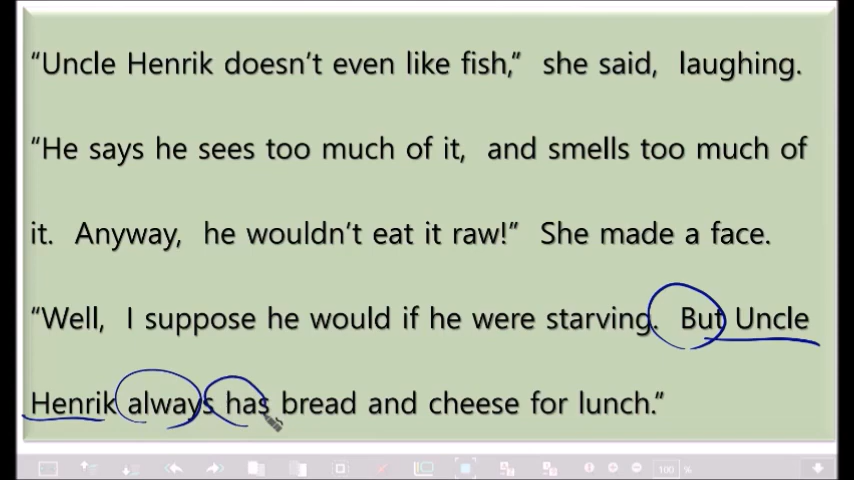 “Uncle Henrik doesn’t even like fish,” she said, laughing.
“He says he sees too much of it, and smells too much of
it. Anyway, he wouldn’t eat it raw!” She made a face.
“Well, I suppose he would if he were starving. But Uncle
Henrik always has bread and cheese for lunch.”
100 %